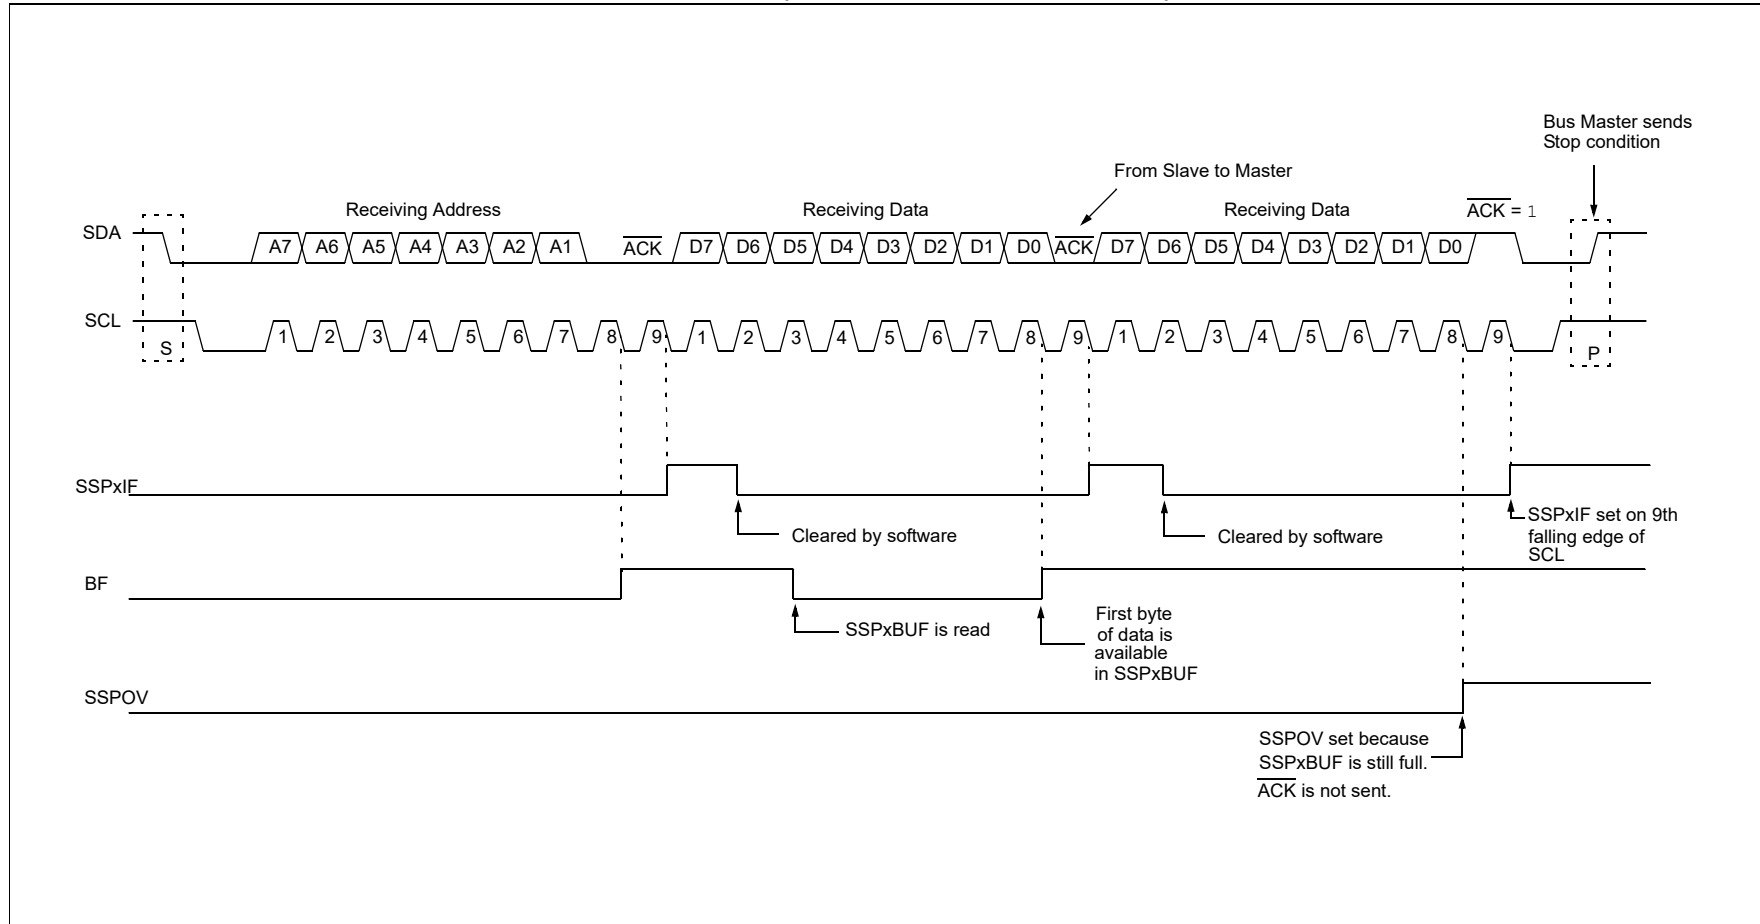 Bus Master sends
Stop condition
From Slave to Master
Receiving Address
Receiving Data
Receiving Data
ACK = 1
SDA
A7 A6 A5 A4 A3 A2 A1 ACK D7 D6 D5 D4 D3 D2 D1 D0 ACK D7 D6 D5 D4 D3 D2 D1 D0
SCL
S
1 2 3 4 5 6 7 8 9 1 2 3 4 5 6 7 8 9 1 2 3 4 5 6 7 8 9
P
SSPxIF
Cleared by software
Cleared by software
SSPxIF set on 9th
falling edge of
SCL
BF
SSPxBUF is read
First byte
of data is
available
in SSPxBUF
SSPOV
SSPOV set because
SSPxBUF is still full.
ACK is not sent.